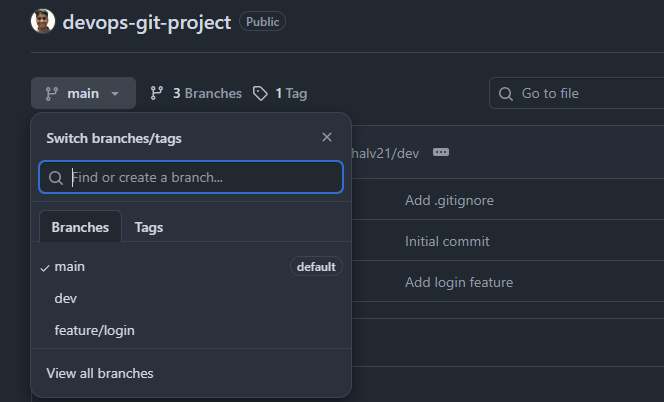 devops-git-project Public
main 3 Branches 1 Tag Go to file
Switch branches/tags
halv21/dev
Find or create a branch...
Add .gitignore
Branches Tags
Initial commit
main default
Add login feature
dev
feature/login
View all branches